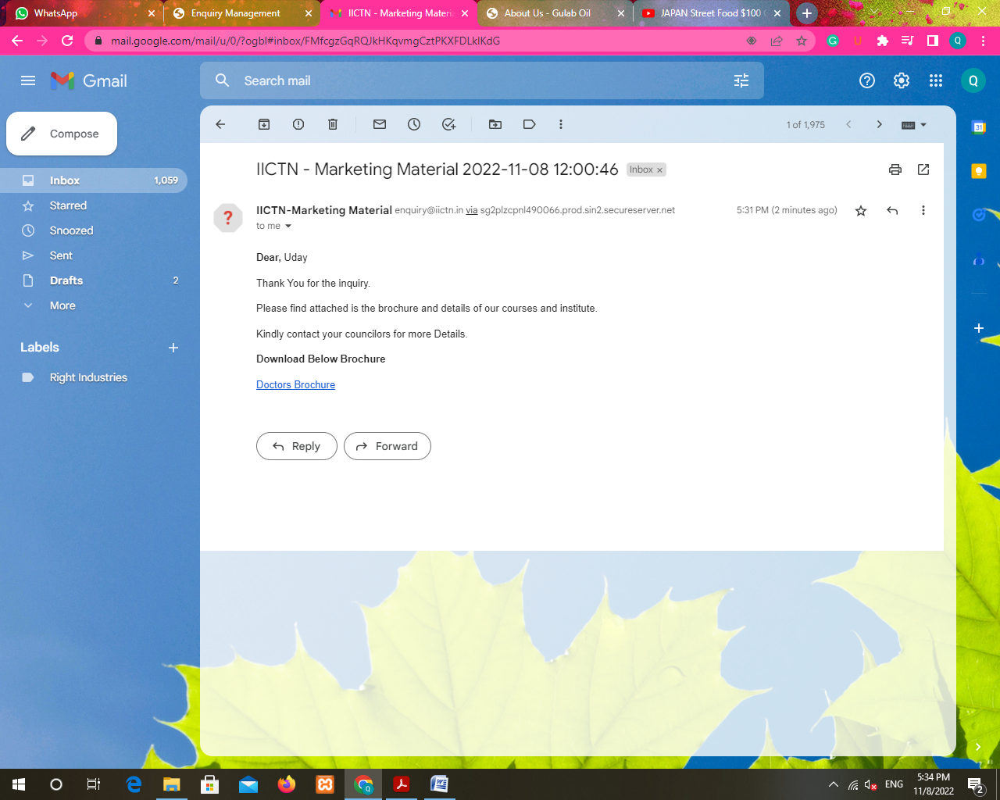 WhatsApp
Enquiry Management
IICTN - Marketing Materi
About Us - Gulab Oil
JAPAN Street Food $100
mail.google.com/mail/u/0/?ogbl#inbox/FMfcgzGqRQJkHKqvmgCztPKXFDLklKdG
Q
Gmail
Search mail
Q
Compose
1 of 1,975
31
Inbox 1,059
Starred
Snoozed
Sent
Drafts 2
More
Labels
Right Industries
IICTN - Marketing Material 2022-11-08 12:00:46 Inbox x
IICTN-Marketing Material enquiry@iictn.in via sg2plzcpnl490066.prod.sin2.secureserver.net 5:31 PM (2 minutes ago)
to me
?
Dear, Uday
Thank You for the inquiry.
Please find attached is the brochure and details of our courses and institute.
Kindly contact your councilors for more Details.
Download Below Brochure
Doctors Brochure
Reply Forward
ENG
5:34 PM
11/8/2022
2